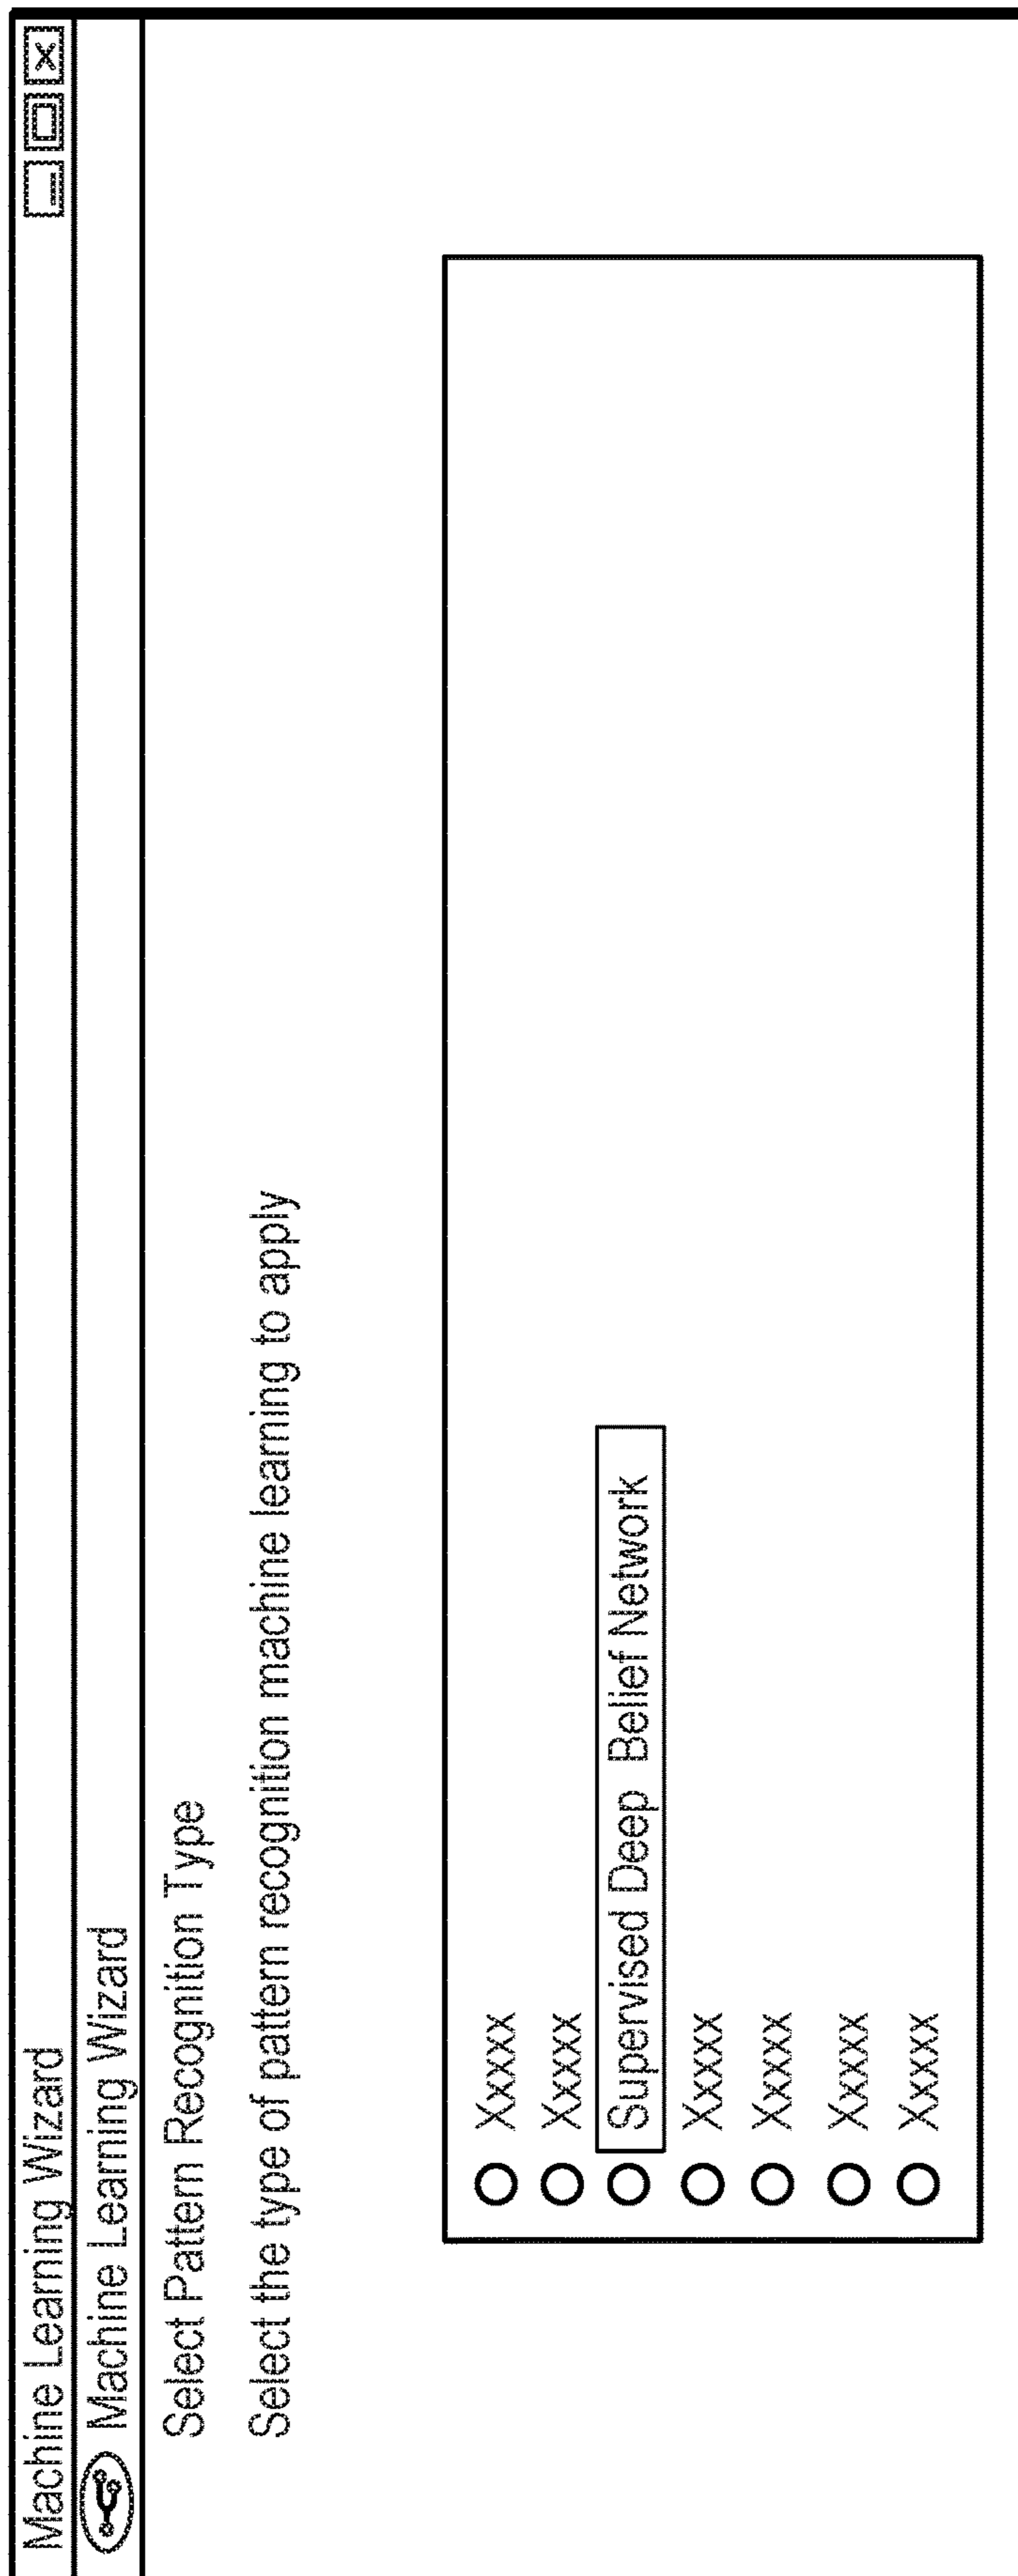 Machine Learning Wizard
Machine Learning Wizard
Select Pattern Recognition Type
Select the type of pattern recognition machine learning to apply
Xxxxx
Xxxxx
Supervised Deep Belief Network
Xxxxx
Xxxxx
Xxxxx
Xxxxx